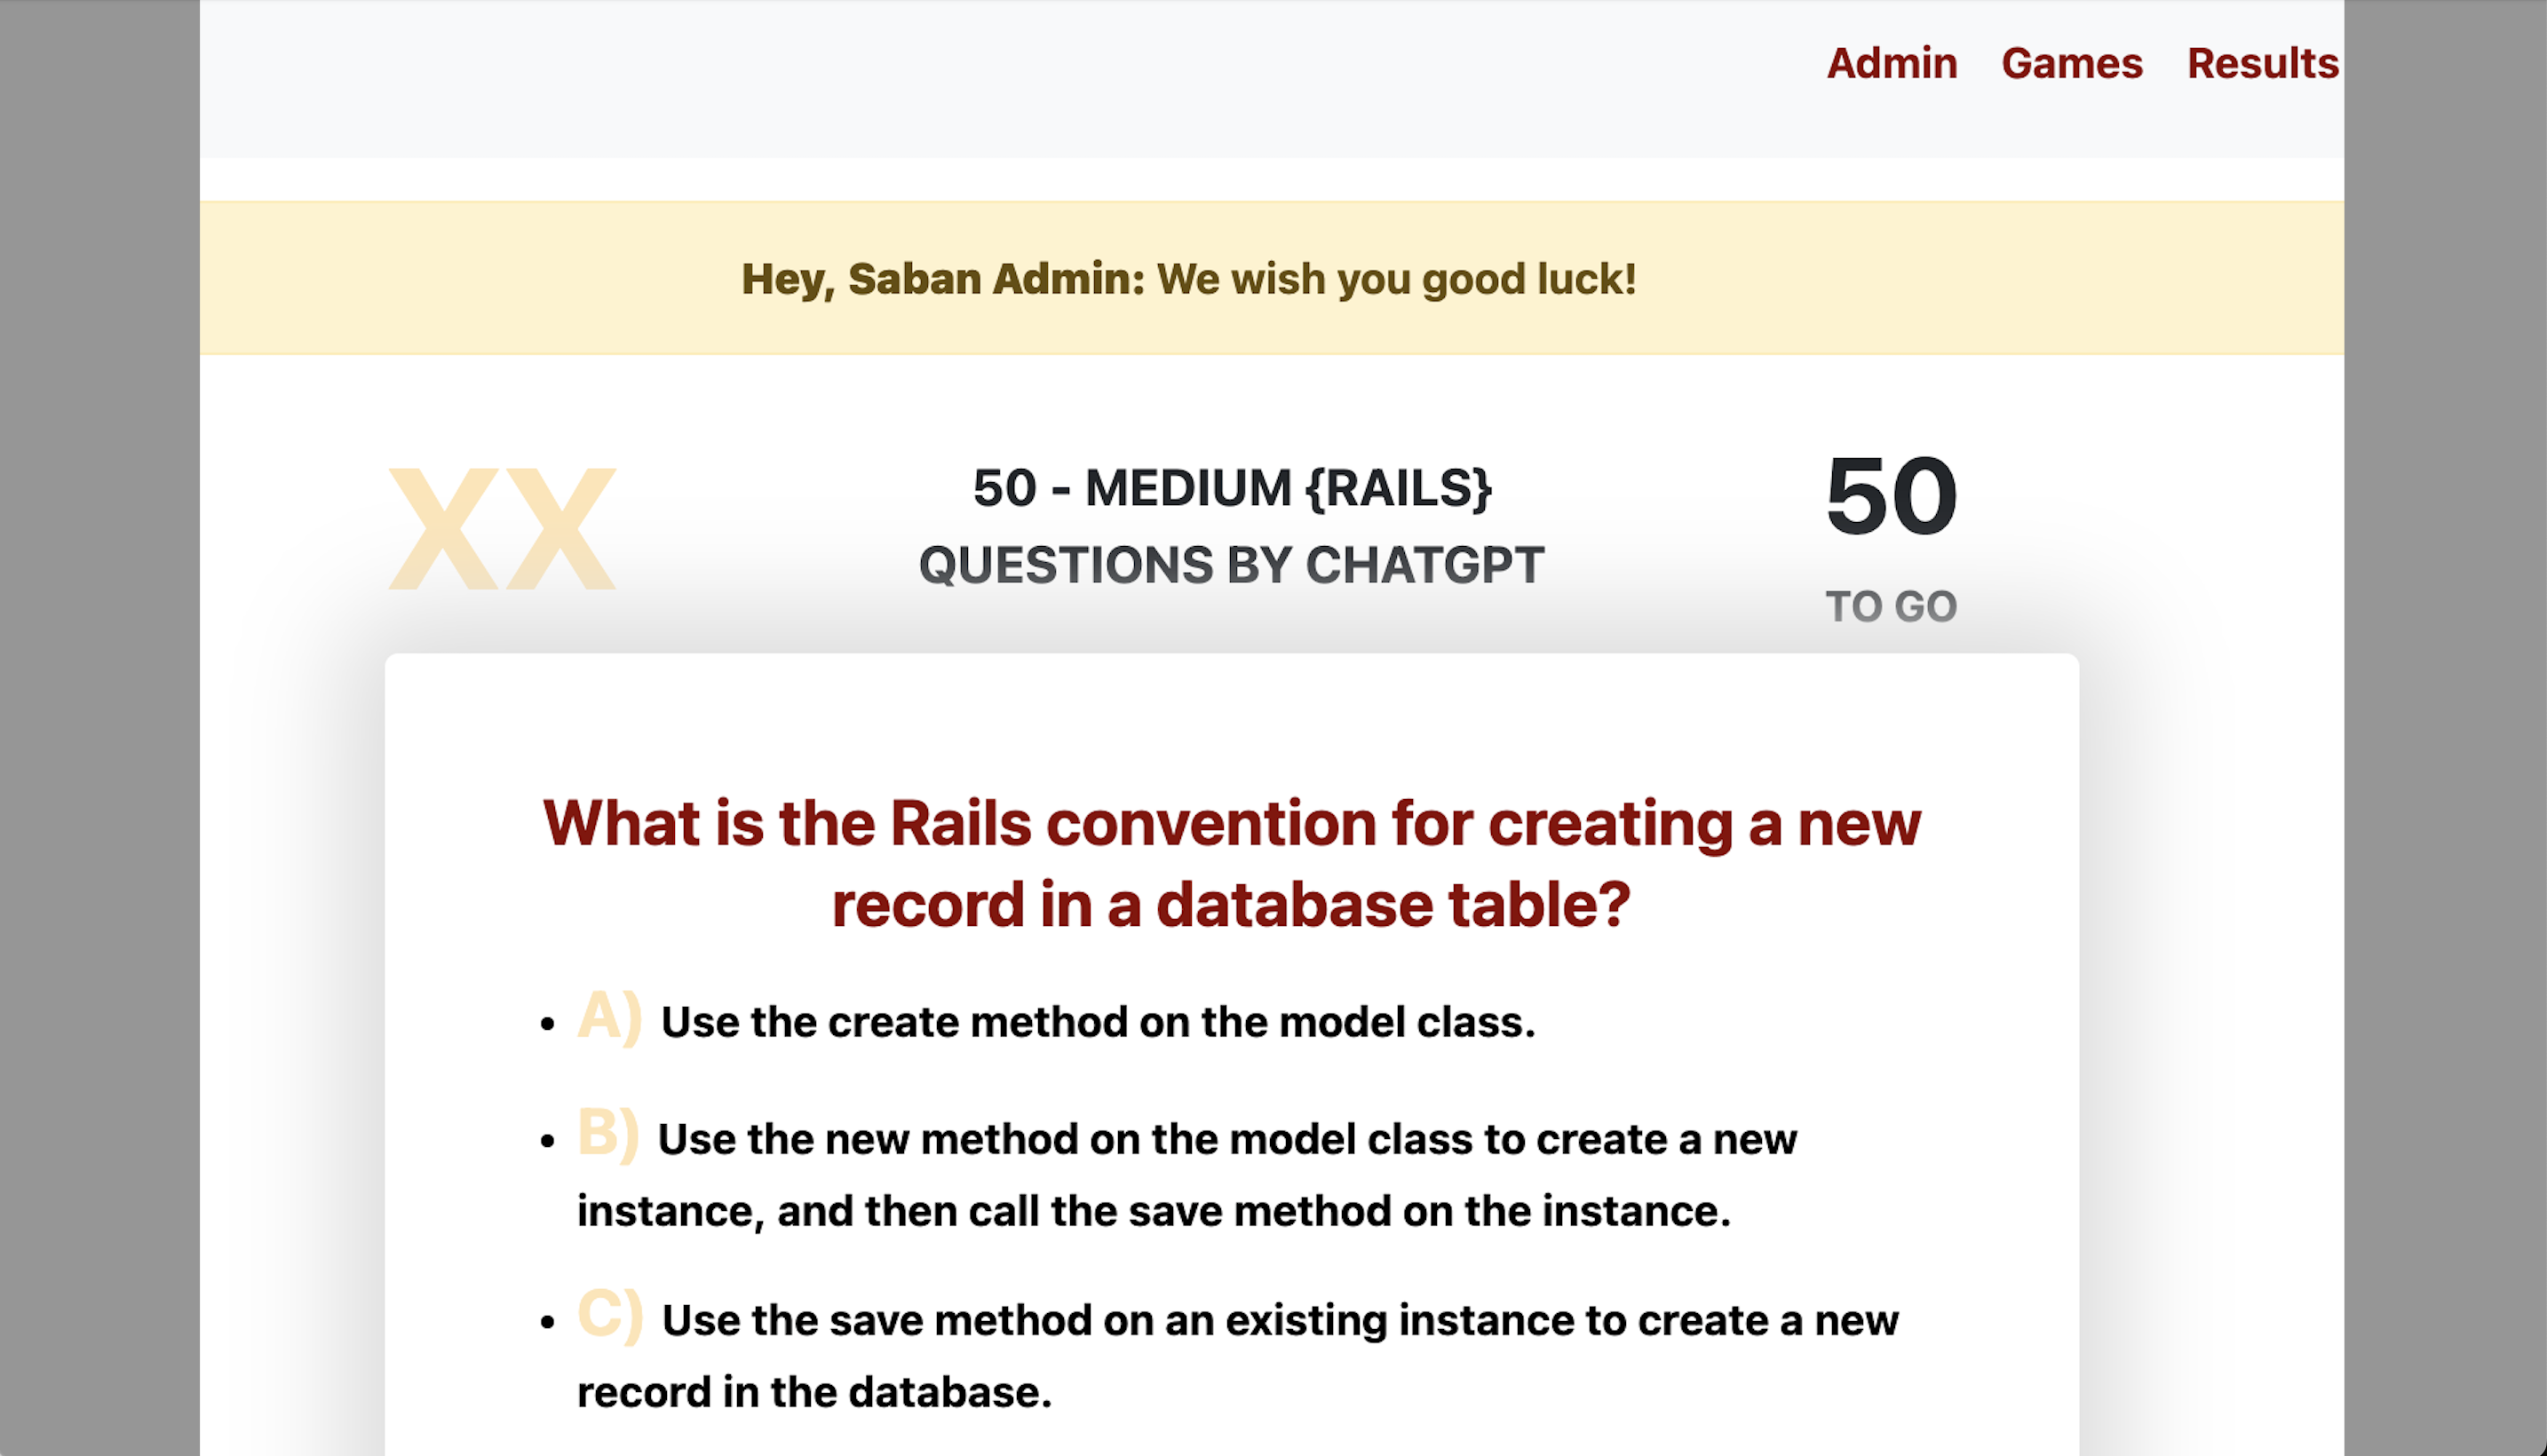 Admin Games Results
Hey, Saban Admin: We wish you good luck!
XX
50 - MEDIUM {RAILS}
QUESTIONS BY CHATGPT
50
TO GO
What is the Rails convention for creating a new
record in a database table?
• A) Use the create method on the model class.
• B) Use the new method on the model class to create a new
instance, and then call the save method on the instance.
• C) Use the save method on an existing instance to create a new
record in the database.